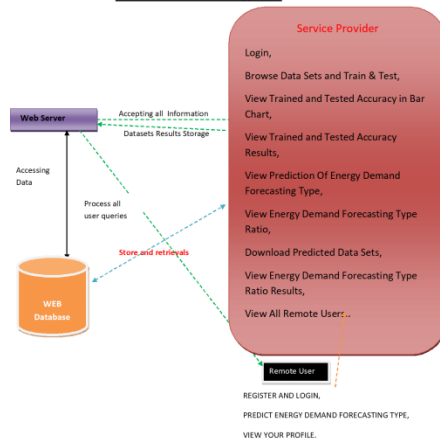 Service Provider
Login,
Browse Data Sets and Train & Test,
View Trained and Tested Accuracy in Bar
Chart,
View Trained and Tested Accuracy
Results,
View Prediction Of Energy Demand
Forecasting Type,
View Energy Demand Forecasting Type
Ratio,
Download Predicted Data Sets,
View Energy Demand Forecasting Type
Ratio Results,
View All Remote Users..
Web Server
Accepting all Information
Datasets Results Storage
Accessing
Data
Process all
user queries
Store and retrievals
WEB
Database
Remote User
REGISTER AND LOGIN,
PREDICT ENERGY DEMAND FORECASTING TYPE,
VIEW YOUR PROFILE.